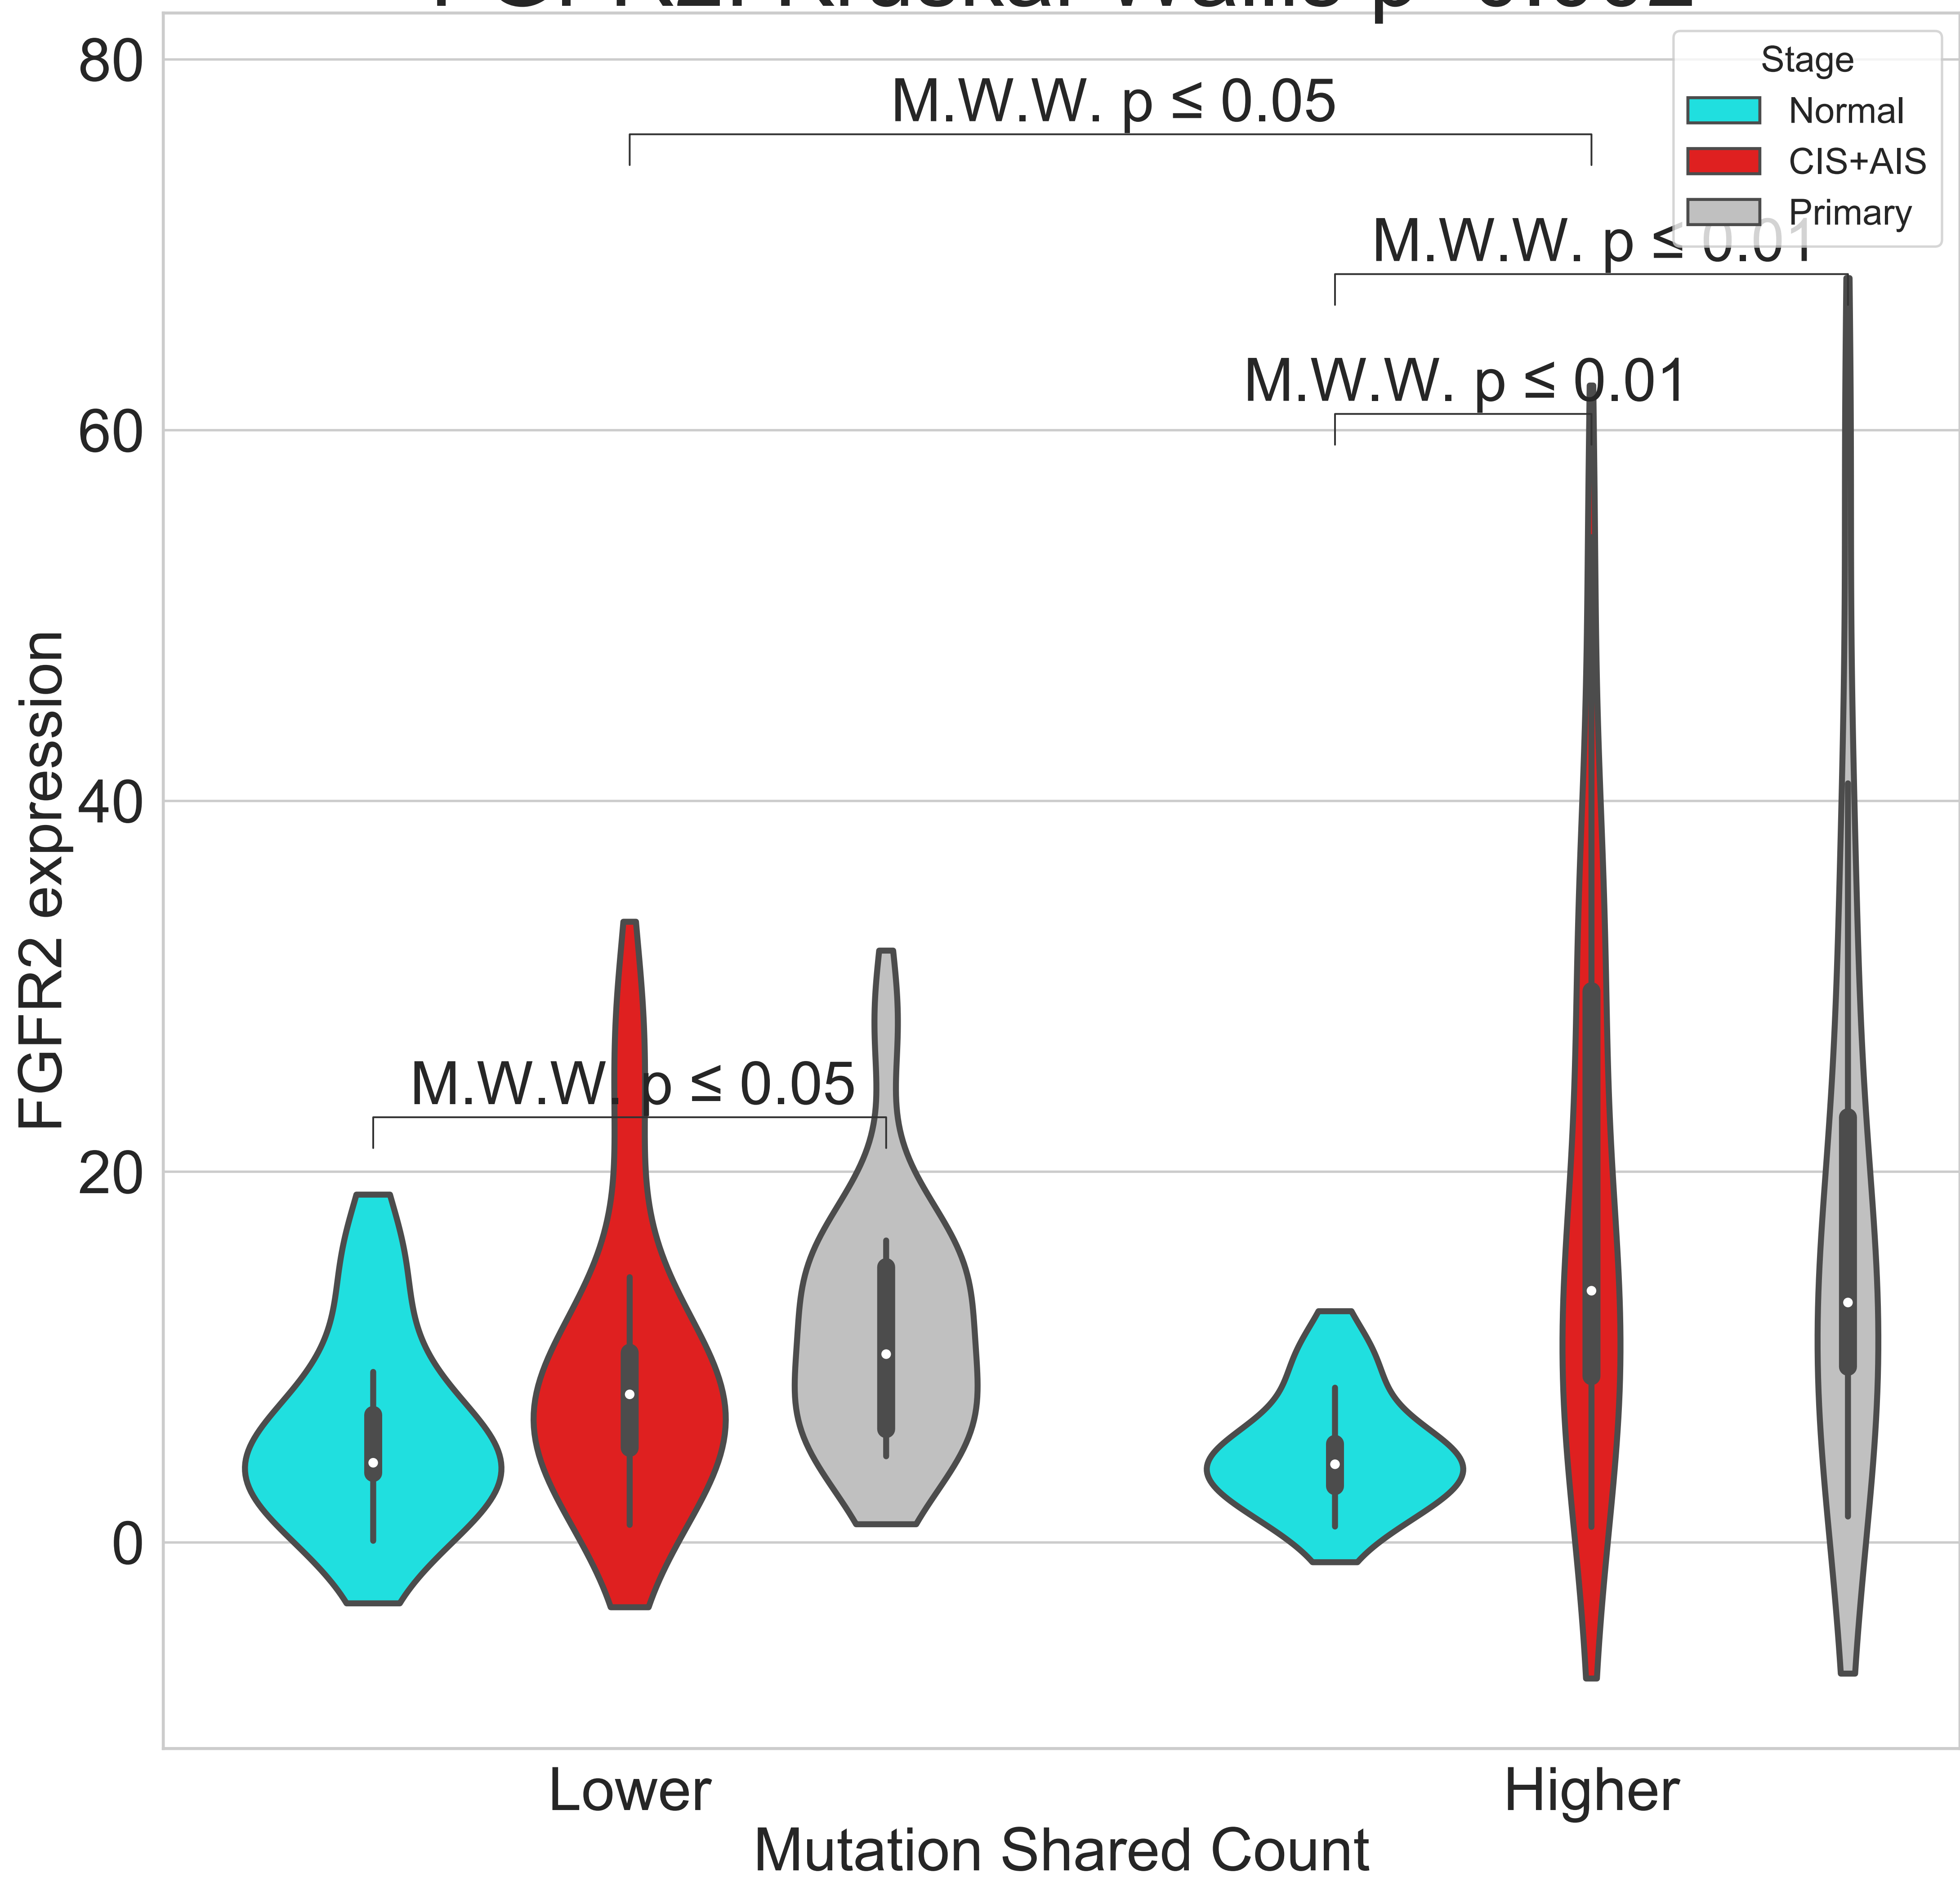 80
M.W.W. p ≤ 0.05
Stage
Normal
CIS+AIS
Primary
M.W.W. p ≤ 0.01
M.W.W. p ≤ 0.01
60
40
FGFR2 expression
M.W.W. p ≤ 0.05
20
0
Lower
Higher
Mutation Shared Count